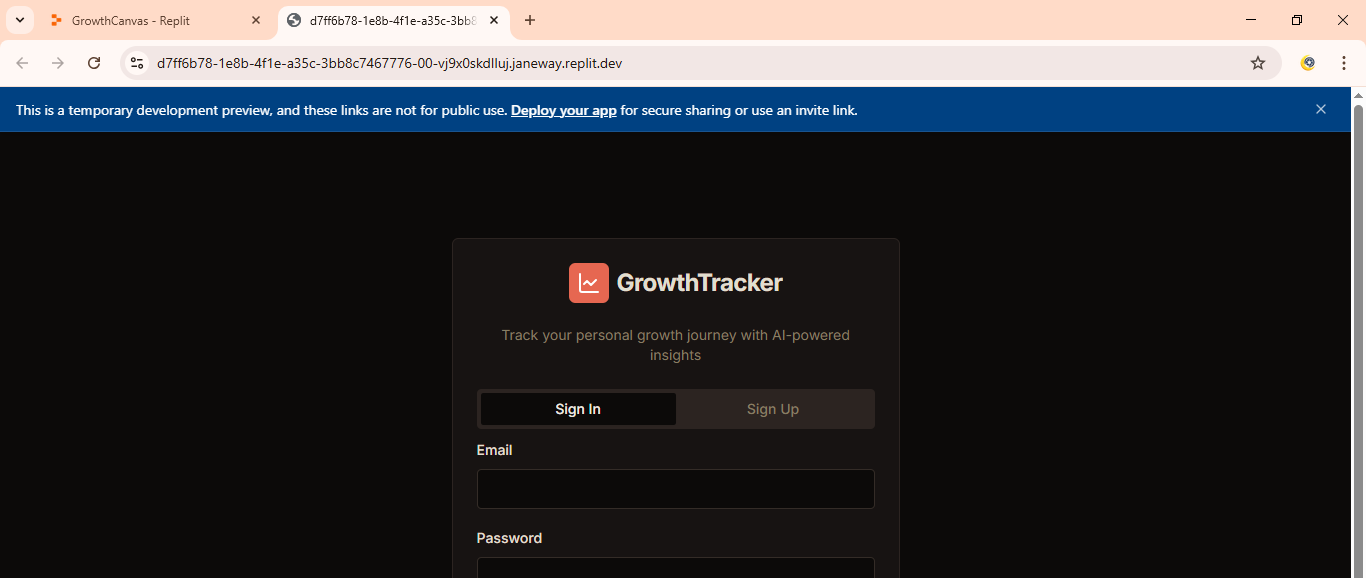 GrowthCanvas - Replit
d7ff6b78-1e8b-4f1e-a35c-3bb8
d7ff6b78-1e8b-4f1e-a35c-3bb8c7467776-00-vj9x0skdlluj.janeway.replit.dev
This is a temporary development preview, and these links are not for public use. Deploy your app for secure sharing or use an invite link.
GrowthTracker
Track your personal growth journey with AI-powered
insights
Sign In Sign Up
Email
Password